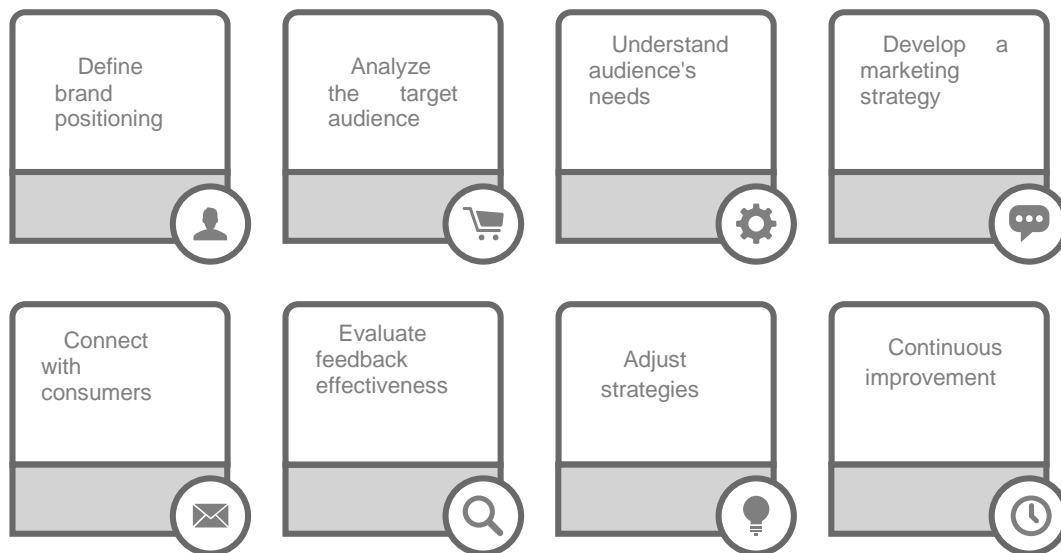 Define
brand
positioning
Analyze
the target
audience
Understand
audience's
needs
Develop a
marketing
strategy
Connect
with
consumers
Evaluate
feedback
effectiveness
Adjust
strategies
Continuous
improvement